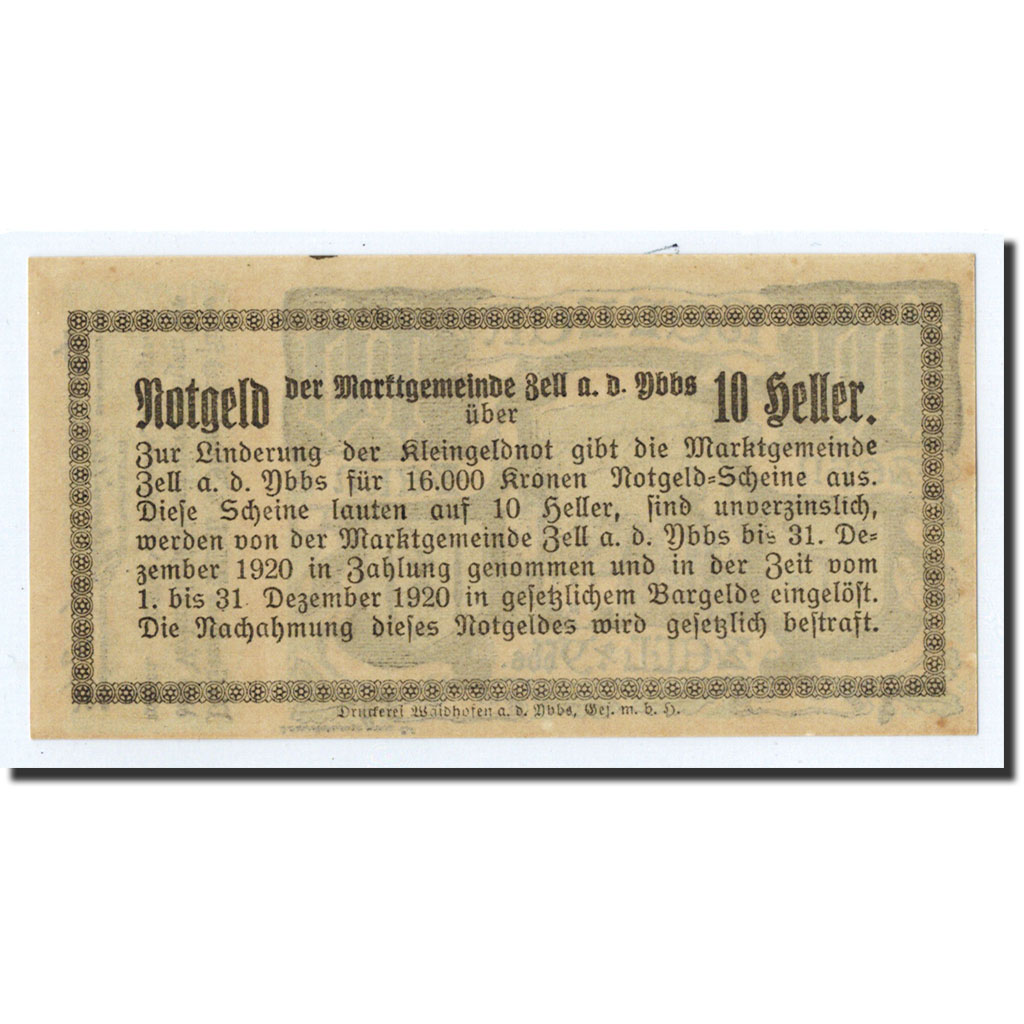 Notgeld der Marktgemeinde Zell a. d. Ybbs 10 Heller.
über
Zur Linderung der Kleingeldnot gibt die Marktgemeinde
Zell a. d. Ybbs für 16.000 Kronen Notgeld=Scheine aus.
Diese Scheine lauten auf 10 Heller, sind unverzinslich,
werden von der Marktgemeinde Zell a. d. Ybbs bis 31. De=
zember 1920 in Zahlung genommen und in der Zeit vom
1. bis 31. Dezember 1920 in gesetzlichem Bargelde eingelöst.
Die Nachahmung dieses Notgeldes wird gesetzlich bestraft.
Druckerei Waidhofen a. d. Ybbs, Ges. m. b. H.